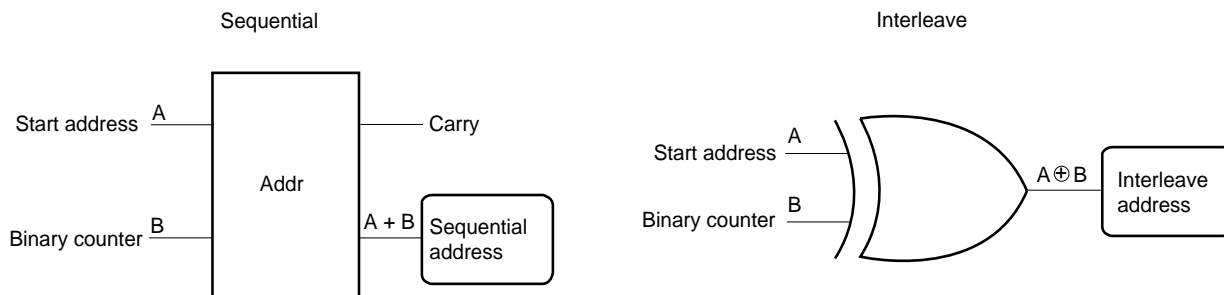 Sequential
Start address
A
Addr
Carry
Binary counter
B
A + B
Sequential
address
Interleave
Start address
A
Binary counter
B
A ⊕ B
Interleave
address